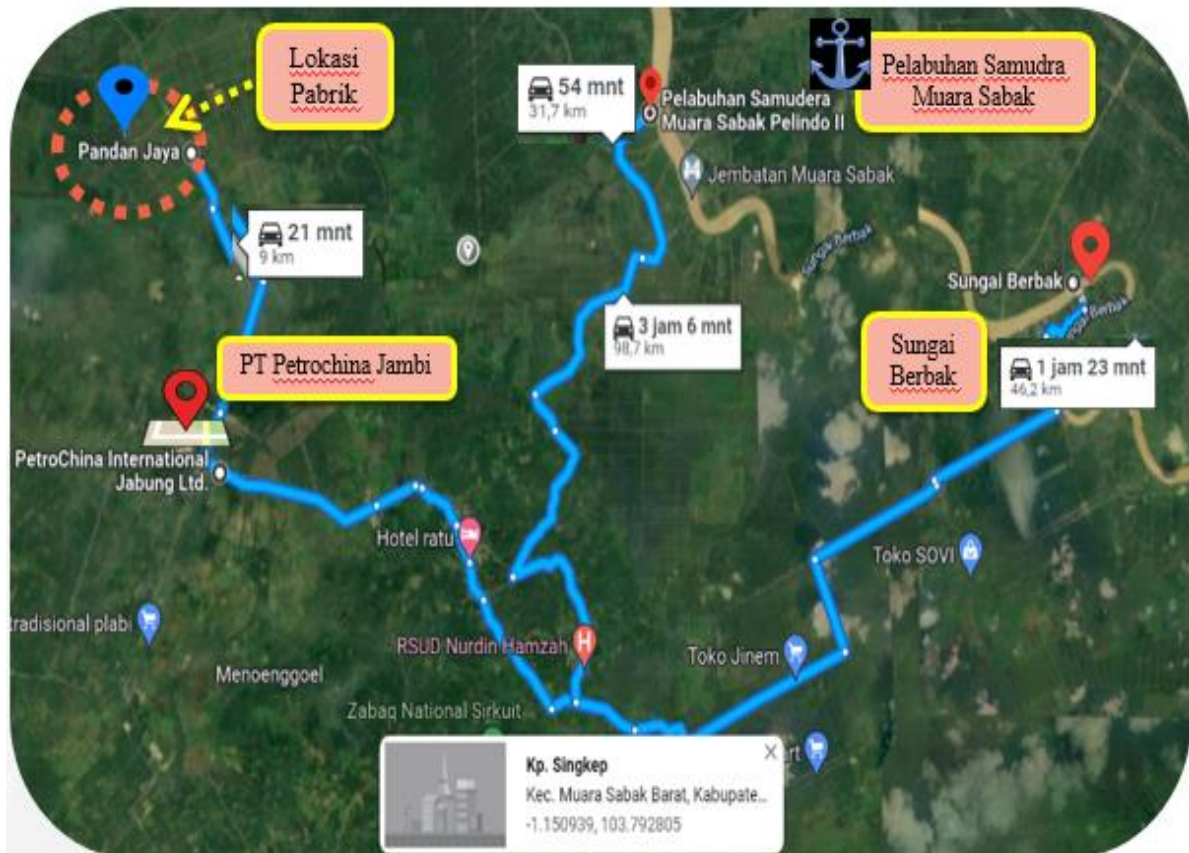 Lokasi
Pabrik
54 mnt
31,7 km
Pelabuhan Samudra
Muara Sabak
Pelabuhan Samudera
Muara Sabak Pelindo II
Pandan Jaya
Jembatan Muara Sabak
21 mnt
9 km
Sungai Berbak
Sungai Berbak
3 jam 6 mnt
98,7 km
PT Petrochina Jambi
Sungai
Berbak
1 jam 23 mnt
46,2 km
PetroChina International
Jabung Ltd.
Hotel ratu
Toko SOVI
tradisional plabi
RSUD Nurdin Hamzah
Toko Jinem
Menoenggoel
Zabaq National Sirkuit
Kp. Singkep
Kec. Muara Sabak Barat, Kabupate...
-1.150939, 103.792805